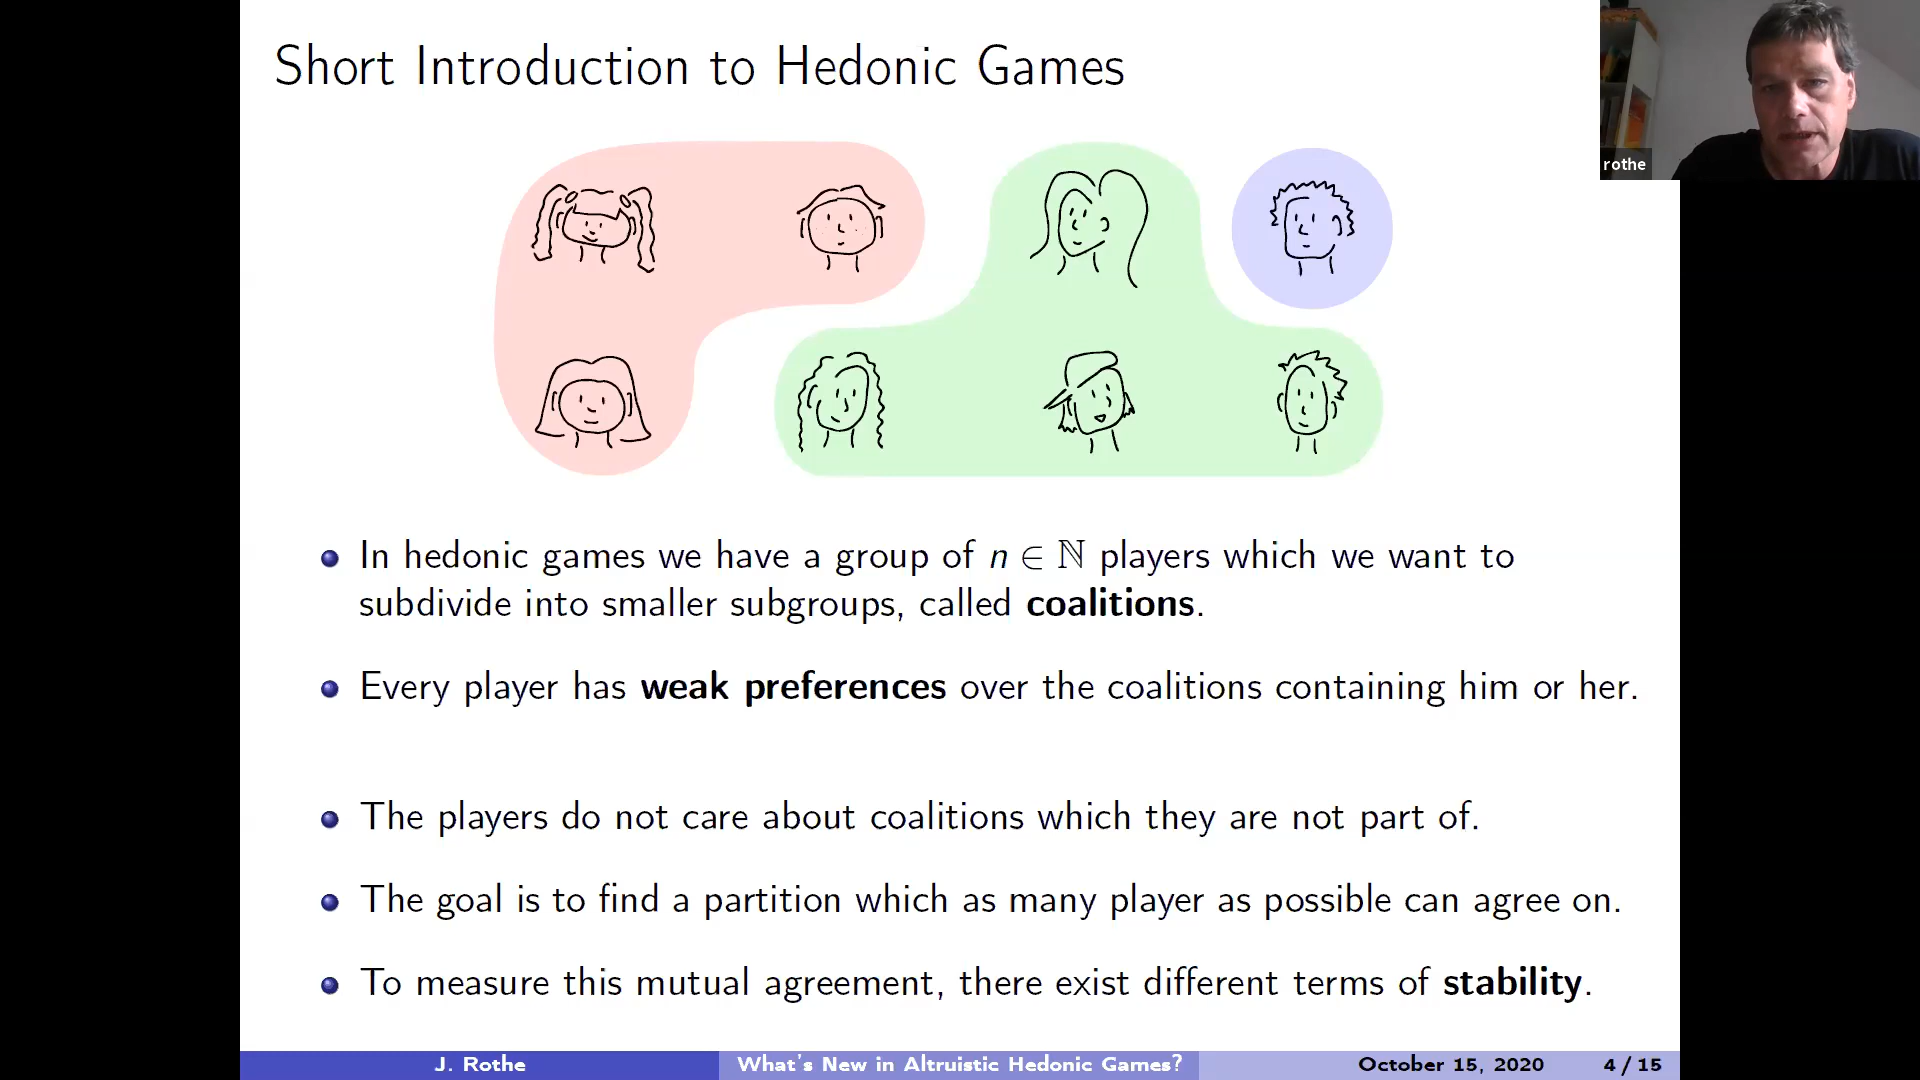 Short Introduction to Hedonic Games
rothe
In hedonic games we have a group of n ∈ ℕ players which we want to
subdivide into smaller subgroups, called coalitions.
Every player has weak preferences over the coalitions containing him or her.
The players do not care about coalitions which they are not part of.
The goal is to find a partition which as many player as possible can agree on.
To measure this mutual agreement, there exist different terms of stability.
J. Rothe What's New in Altruistic Hedonic Games? October 15, 2020 4 / 15